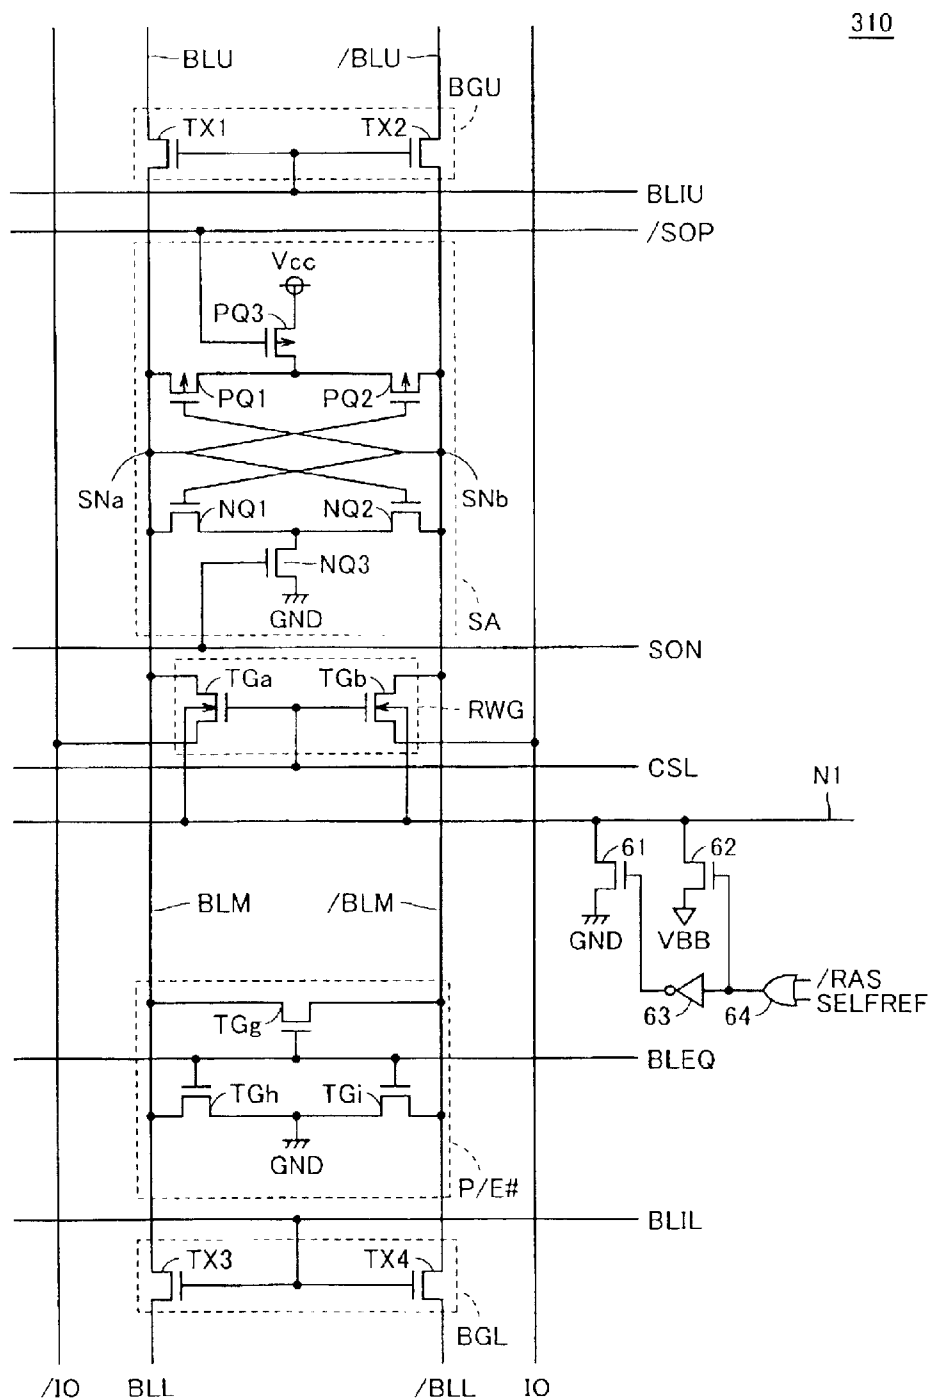 310
BLU /BLU
BGU
TX1 TX2
BLIU
/SOP
Vcc
PQ3
PQ1 PQ2
SNa SNb
NQ1 NQ2
NQ3
GND
SA
SON
TGa TGb
RWG
CSL
N1
61 62
BLM /BLM
GND VBB
/RAS
SELFREF
63 64
TGg
BLEQ
TGh TGi
GND
P/E#
BLIL
TX3 TX4
BGL
/IO BLL /BLL IO